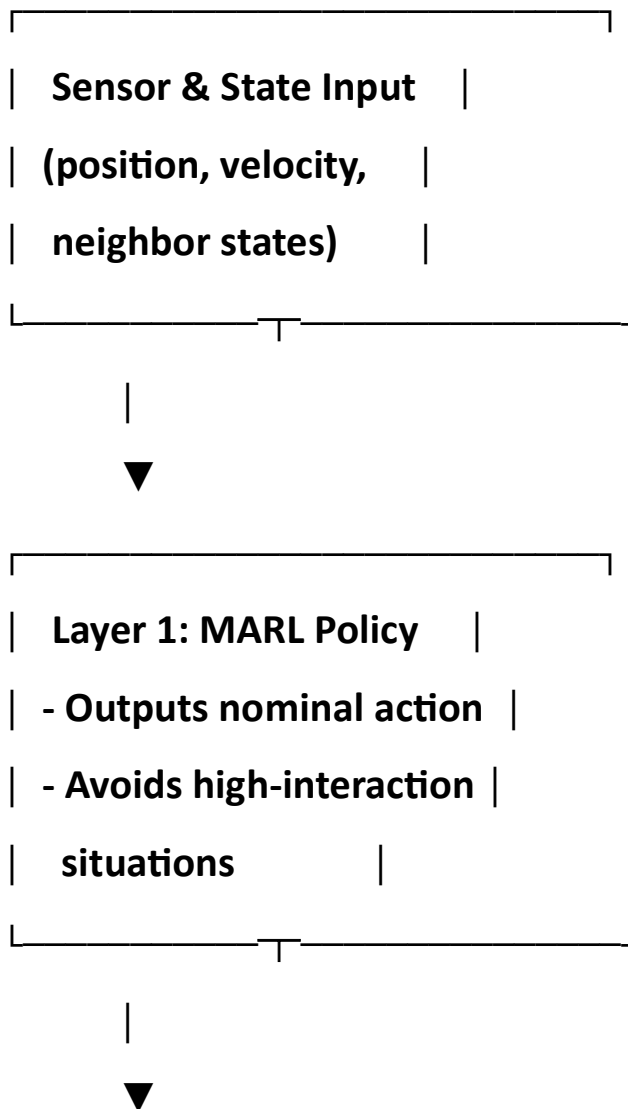 Sensor & State Input
(position, velocity,
neighbor states)
Layer 1: MARL Policy
- Outputs nominal action
- Avoids high-interaction
situations